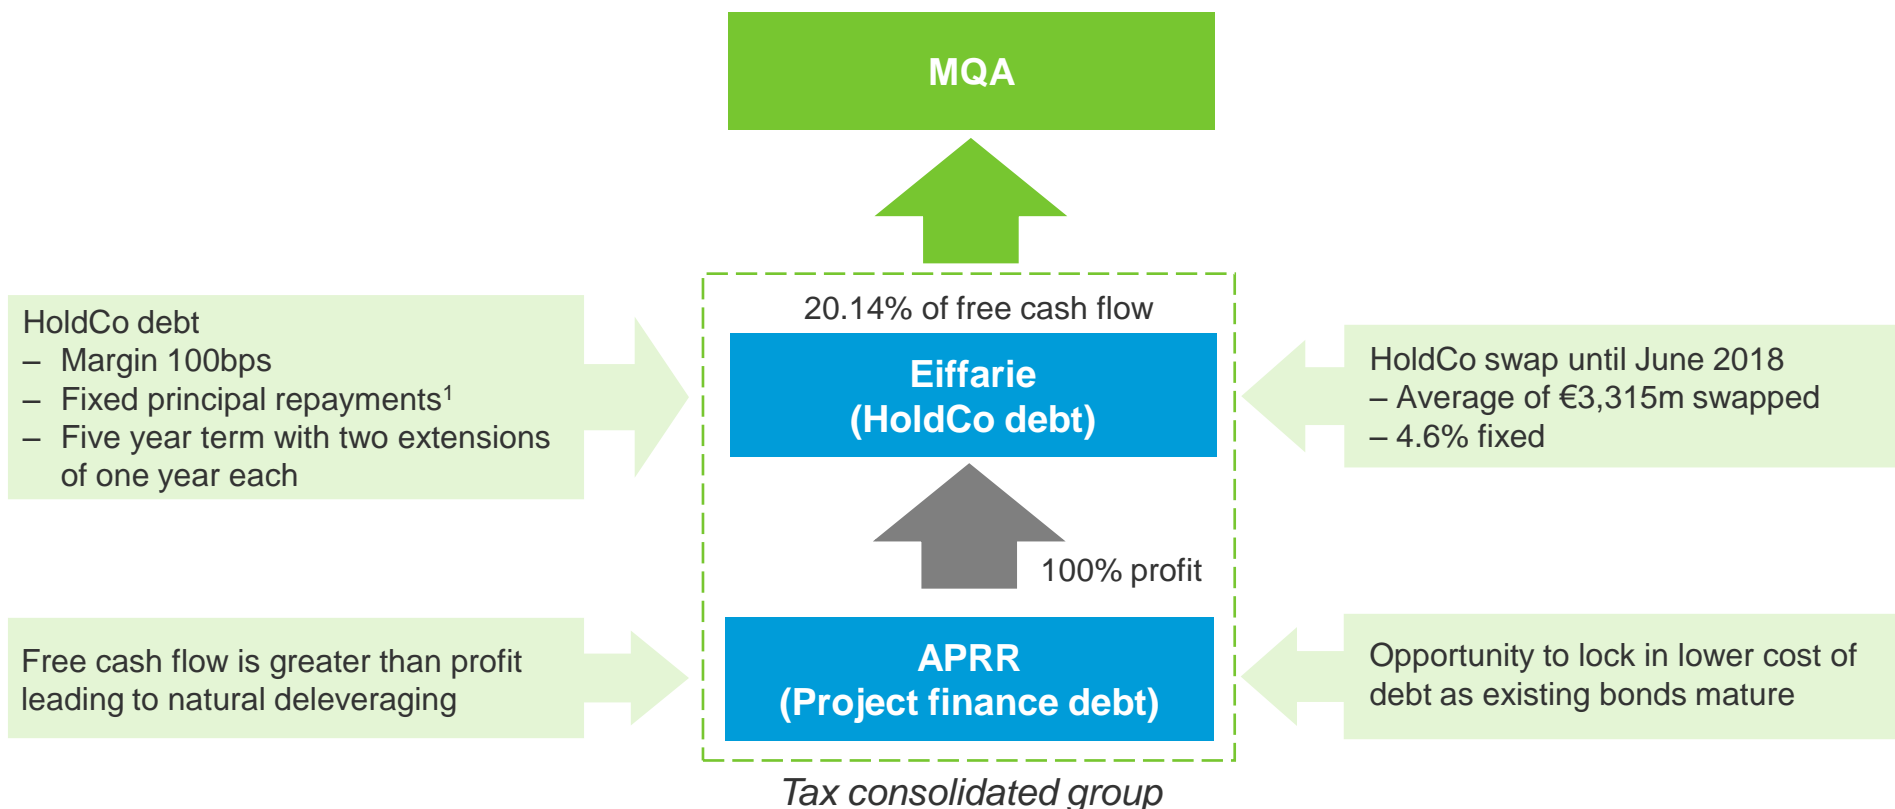 MQA
20.14% of free cash flow
HoldCo debt
– Margin 100bps
– Fixed principal repayments¹
– Five year term with two extensions
of one year each
Eiffarie
(HoldCo debt)
HoldCo swap until June 2018
– Average of €3,315m swapped
– 4.6% fixed
100% profit
Free cash flow is greater than profit
leading to natural deleveraging
APRR
(Project finance debt)
Opportunity to lock in lower cost of
debt as existing bonds mature
Tax consolidated group